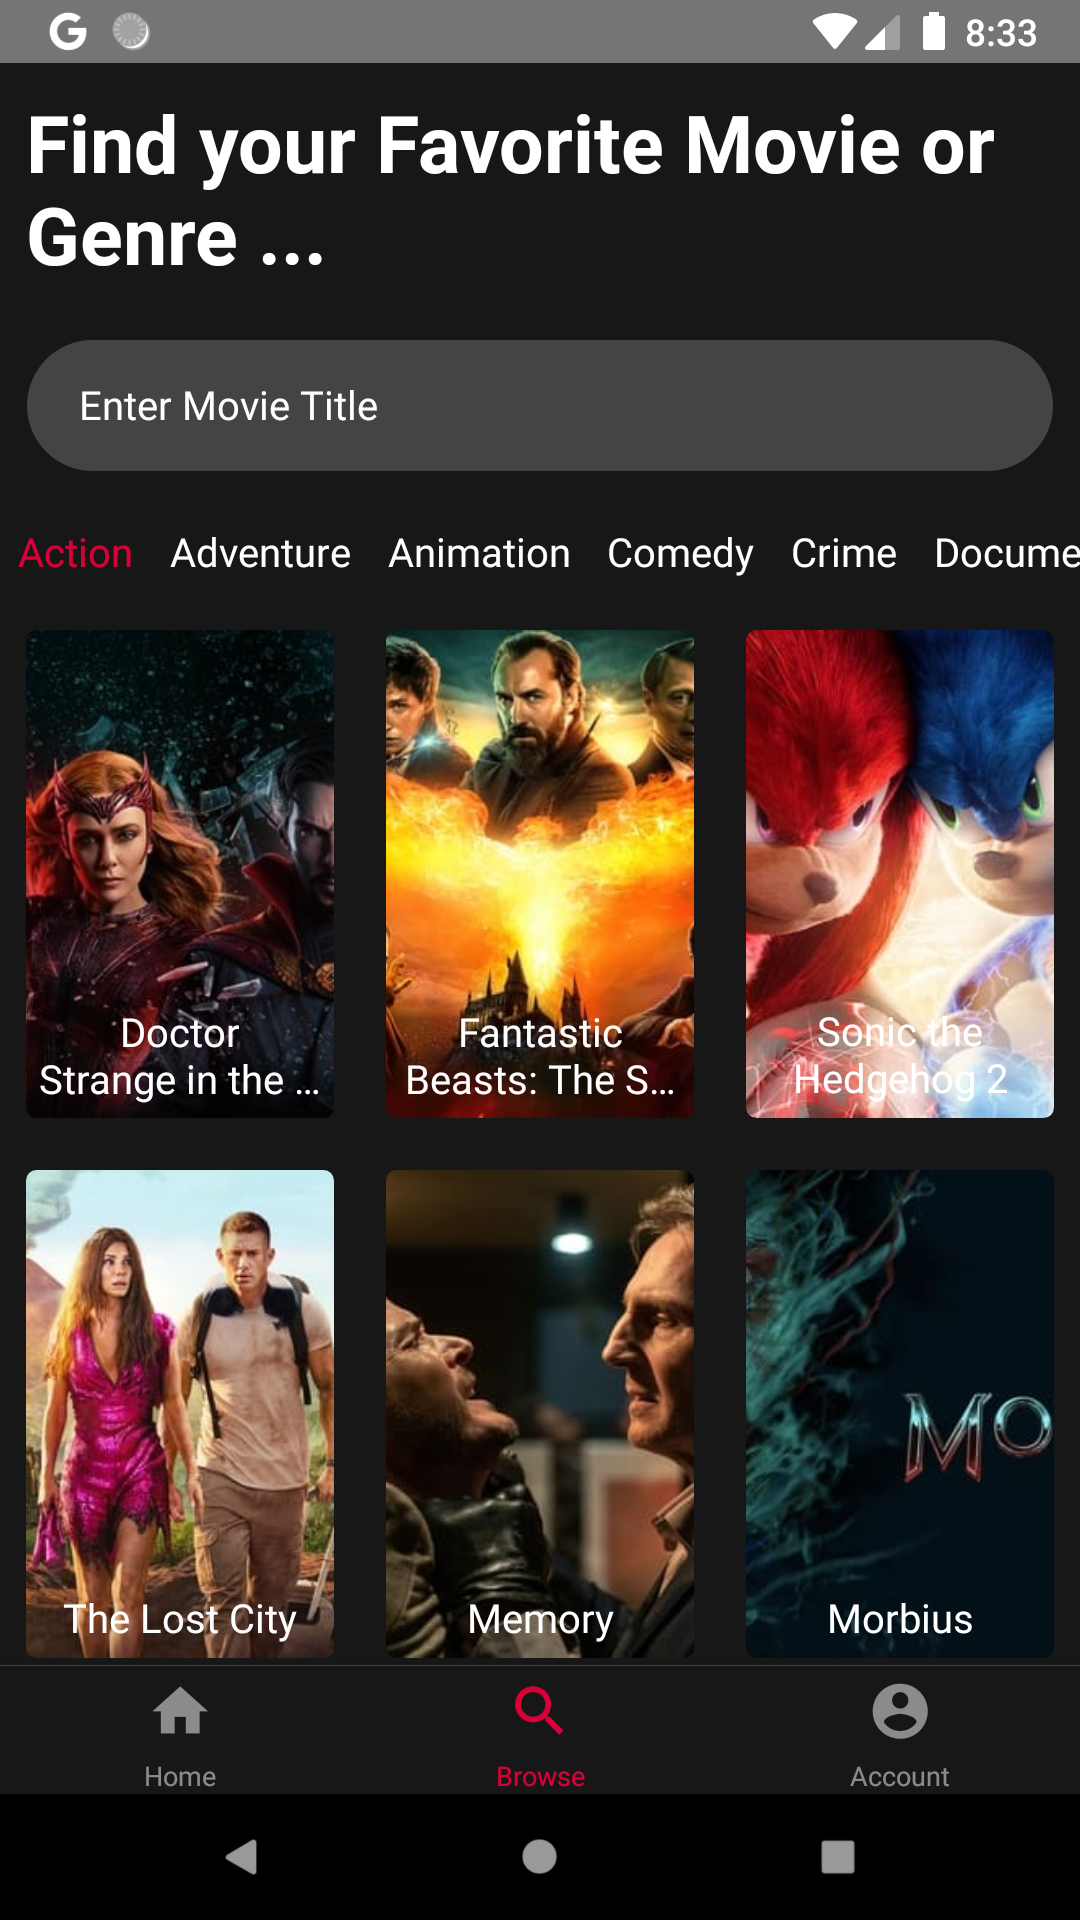 8:33
Find your Favorite Movie or
Genre ...
Enter Movie Title
Action Adventure Animation Comedy Crime Docume
Doctor
Strange in the ...
Fantastic
Beasts: The S...
Sonic the
Hedgehog 2
MO
The Lost City
Memory
Morbius
Home
Browse
Account